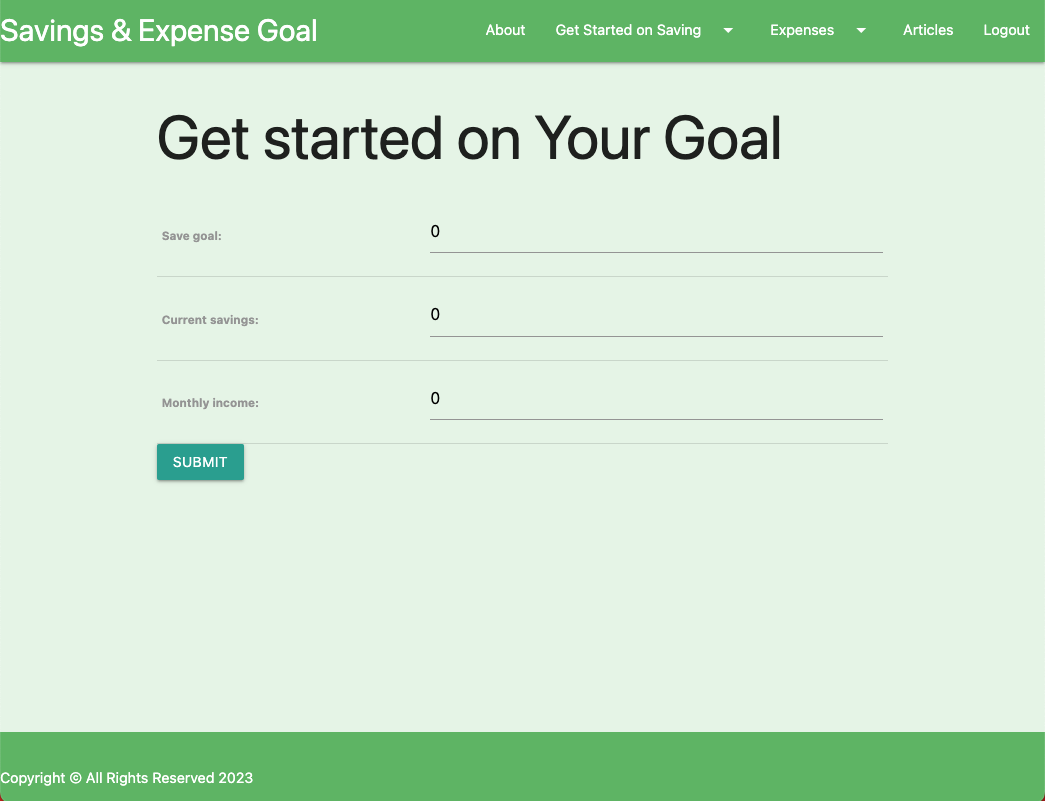 Savings & Expense Goal
About Get Started on Saving Expenses Articles Logout
Get started on Your Goal
Save goal: 0
Current savings: 0
Monthly income: 0
SUBMIT
Copyright © All Rights Reserved 2023